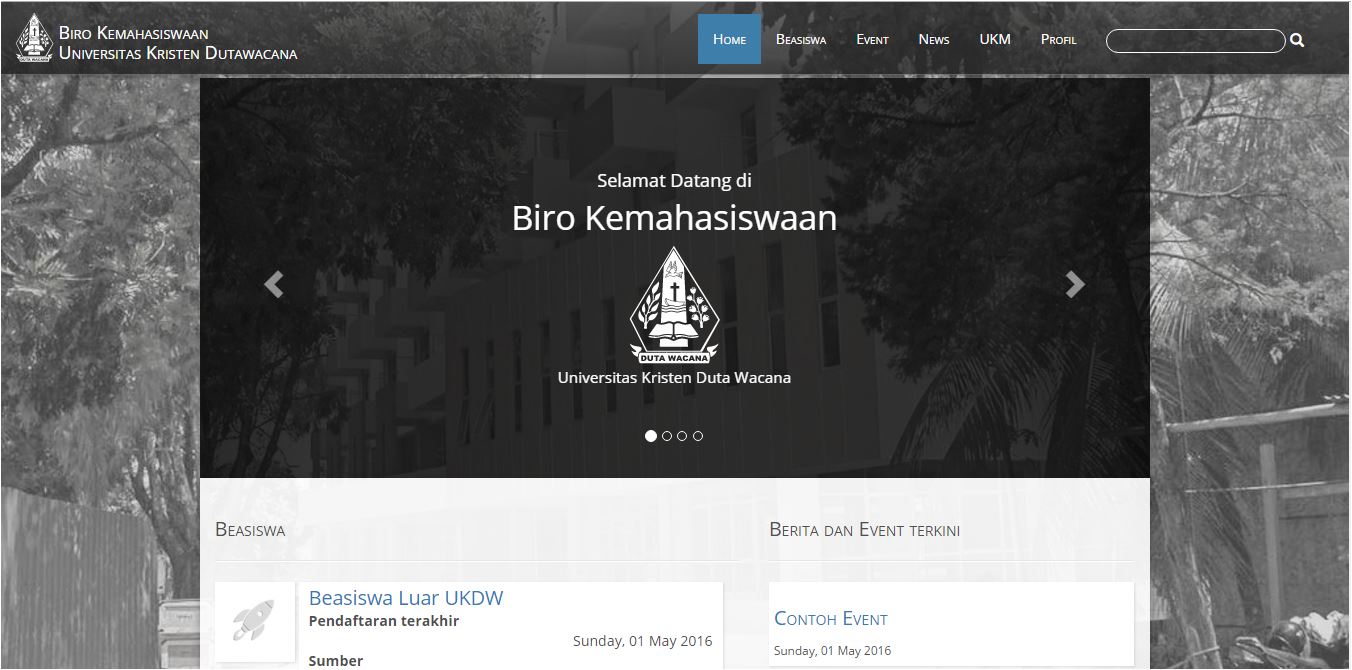 Biro Kemahasiswaan
Universitas Kristen Dutawacana
DUTA WACANA
Home
Beasiswa
Event
News
UKM
Profil
Selamat Datang di
Biro Kemahasiswaan
DUTA WACANA
Universitas Kristen Duta Wacana
Beasiswa
Beasiswa Luar UKDW
Pendaftaran terakhir
Sunday, 01 May 2016
Sumber
Berita dan Event terkini
Contoh Event
Sunday, 01 May 2016